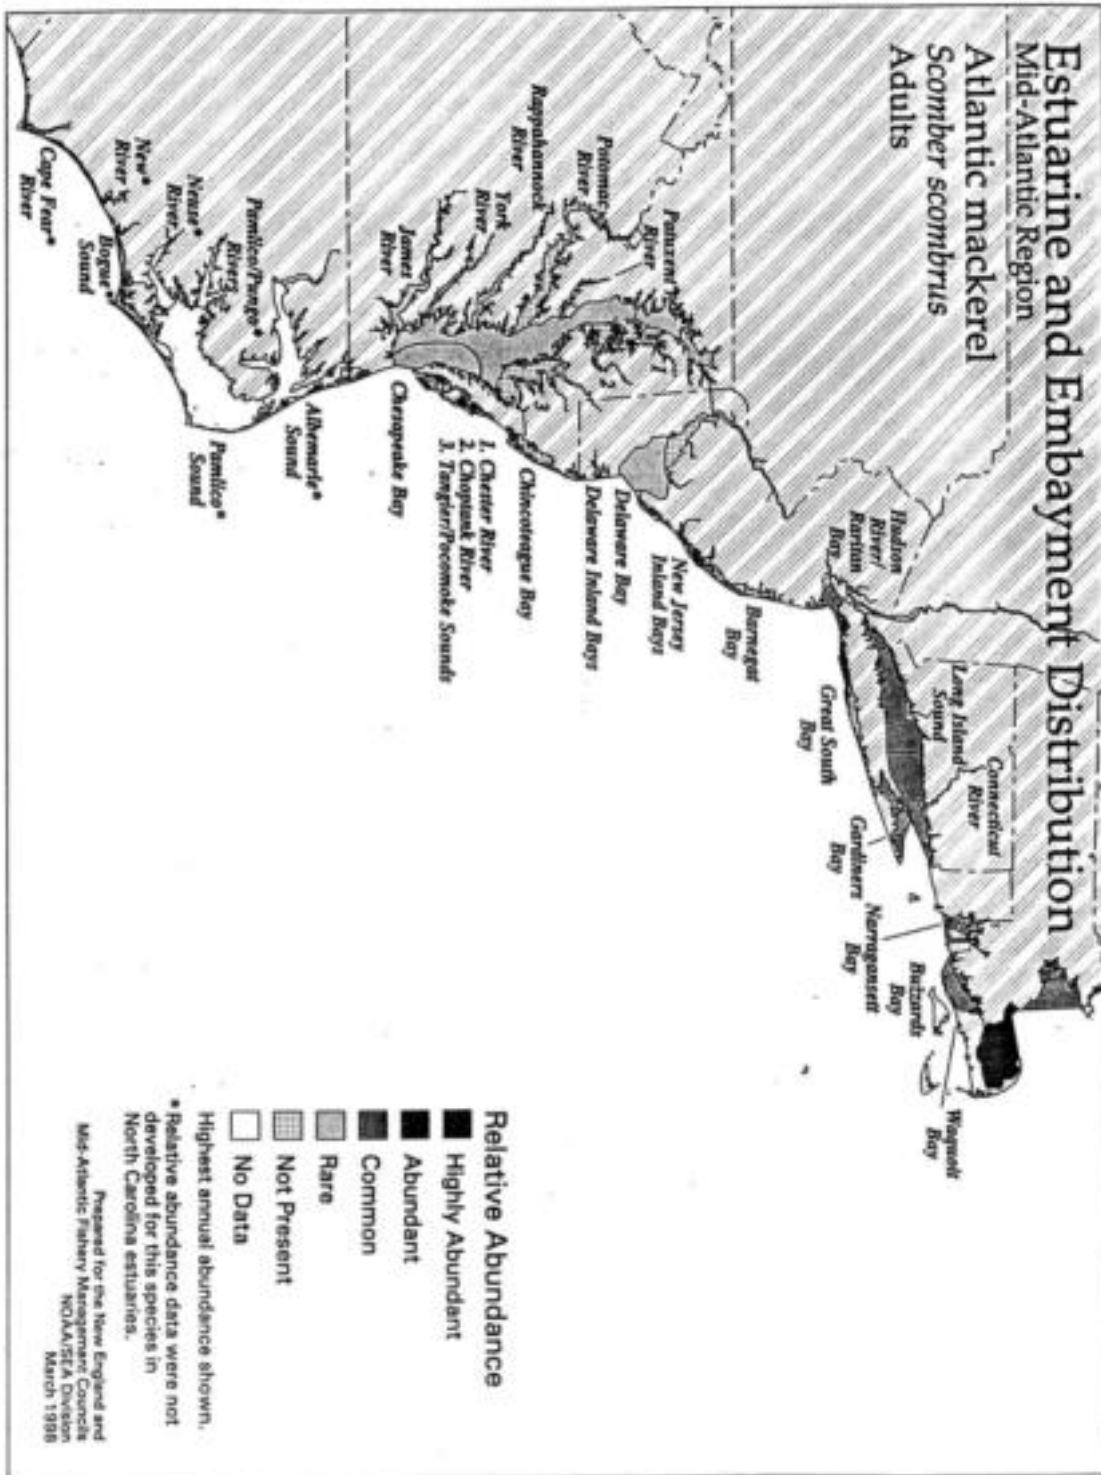 Estuarine and Embayment Distribution
Mid-Atlantic Region
Atlantic mackerel
Scomber scombrus
Adults
Hudson
River/
Raritan
Bay
Long Island
Sound
Connecticut
River
Great South
Bay
Gardiners
Bay
Narragansett
Bay
Buzzards
Bay
Waquoit
Bay
Barnegat
Bay
New Jersey
Inland Bays
Delaware Bay
Delaware Inland Bays
Chincoteague Bay
1. Chester River
2. Choptank River
3. Tangier/Pocomoke Sounds
Chesapeake Bay
1
2
3
Patuxent
River
Potomac
River
Rappahannock
River
York
River
James
River
Albemarle*
Sound
Pamlico*
Sound
Pamlico/Pungo*
Rivers
Neuse*
River
New*
River
Bogue*
Sound
Cape Fear*
River
Relative Abundance
Highly Abundant
Abundant
Common
Rare
Not Present
No Data
Highest annual abundance shown.
* Relative abundance data were not
developed for this species in
North Carolina estuaries.
Prepared for the New England and
Mid-Atlantic Fishery Management Councils
NOAA/SEA Division
March 1998